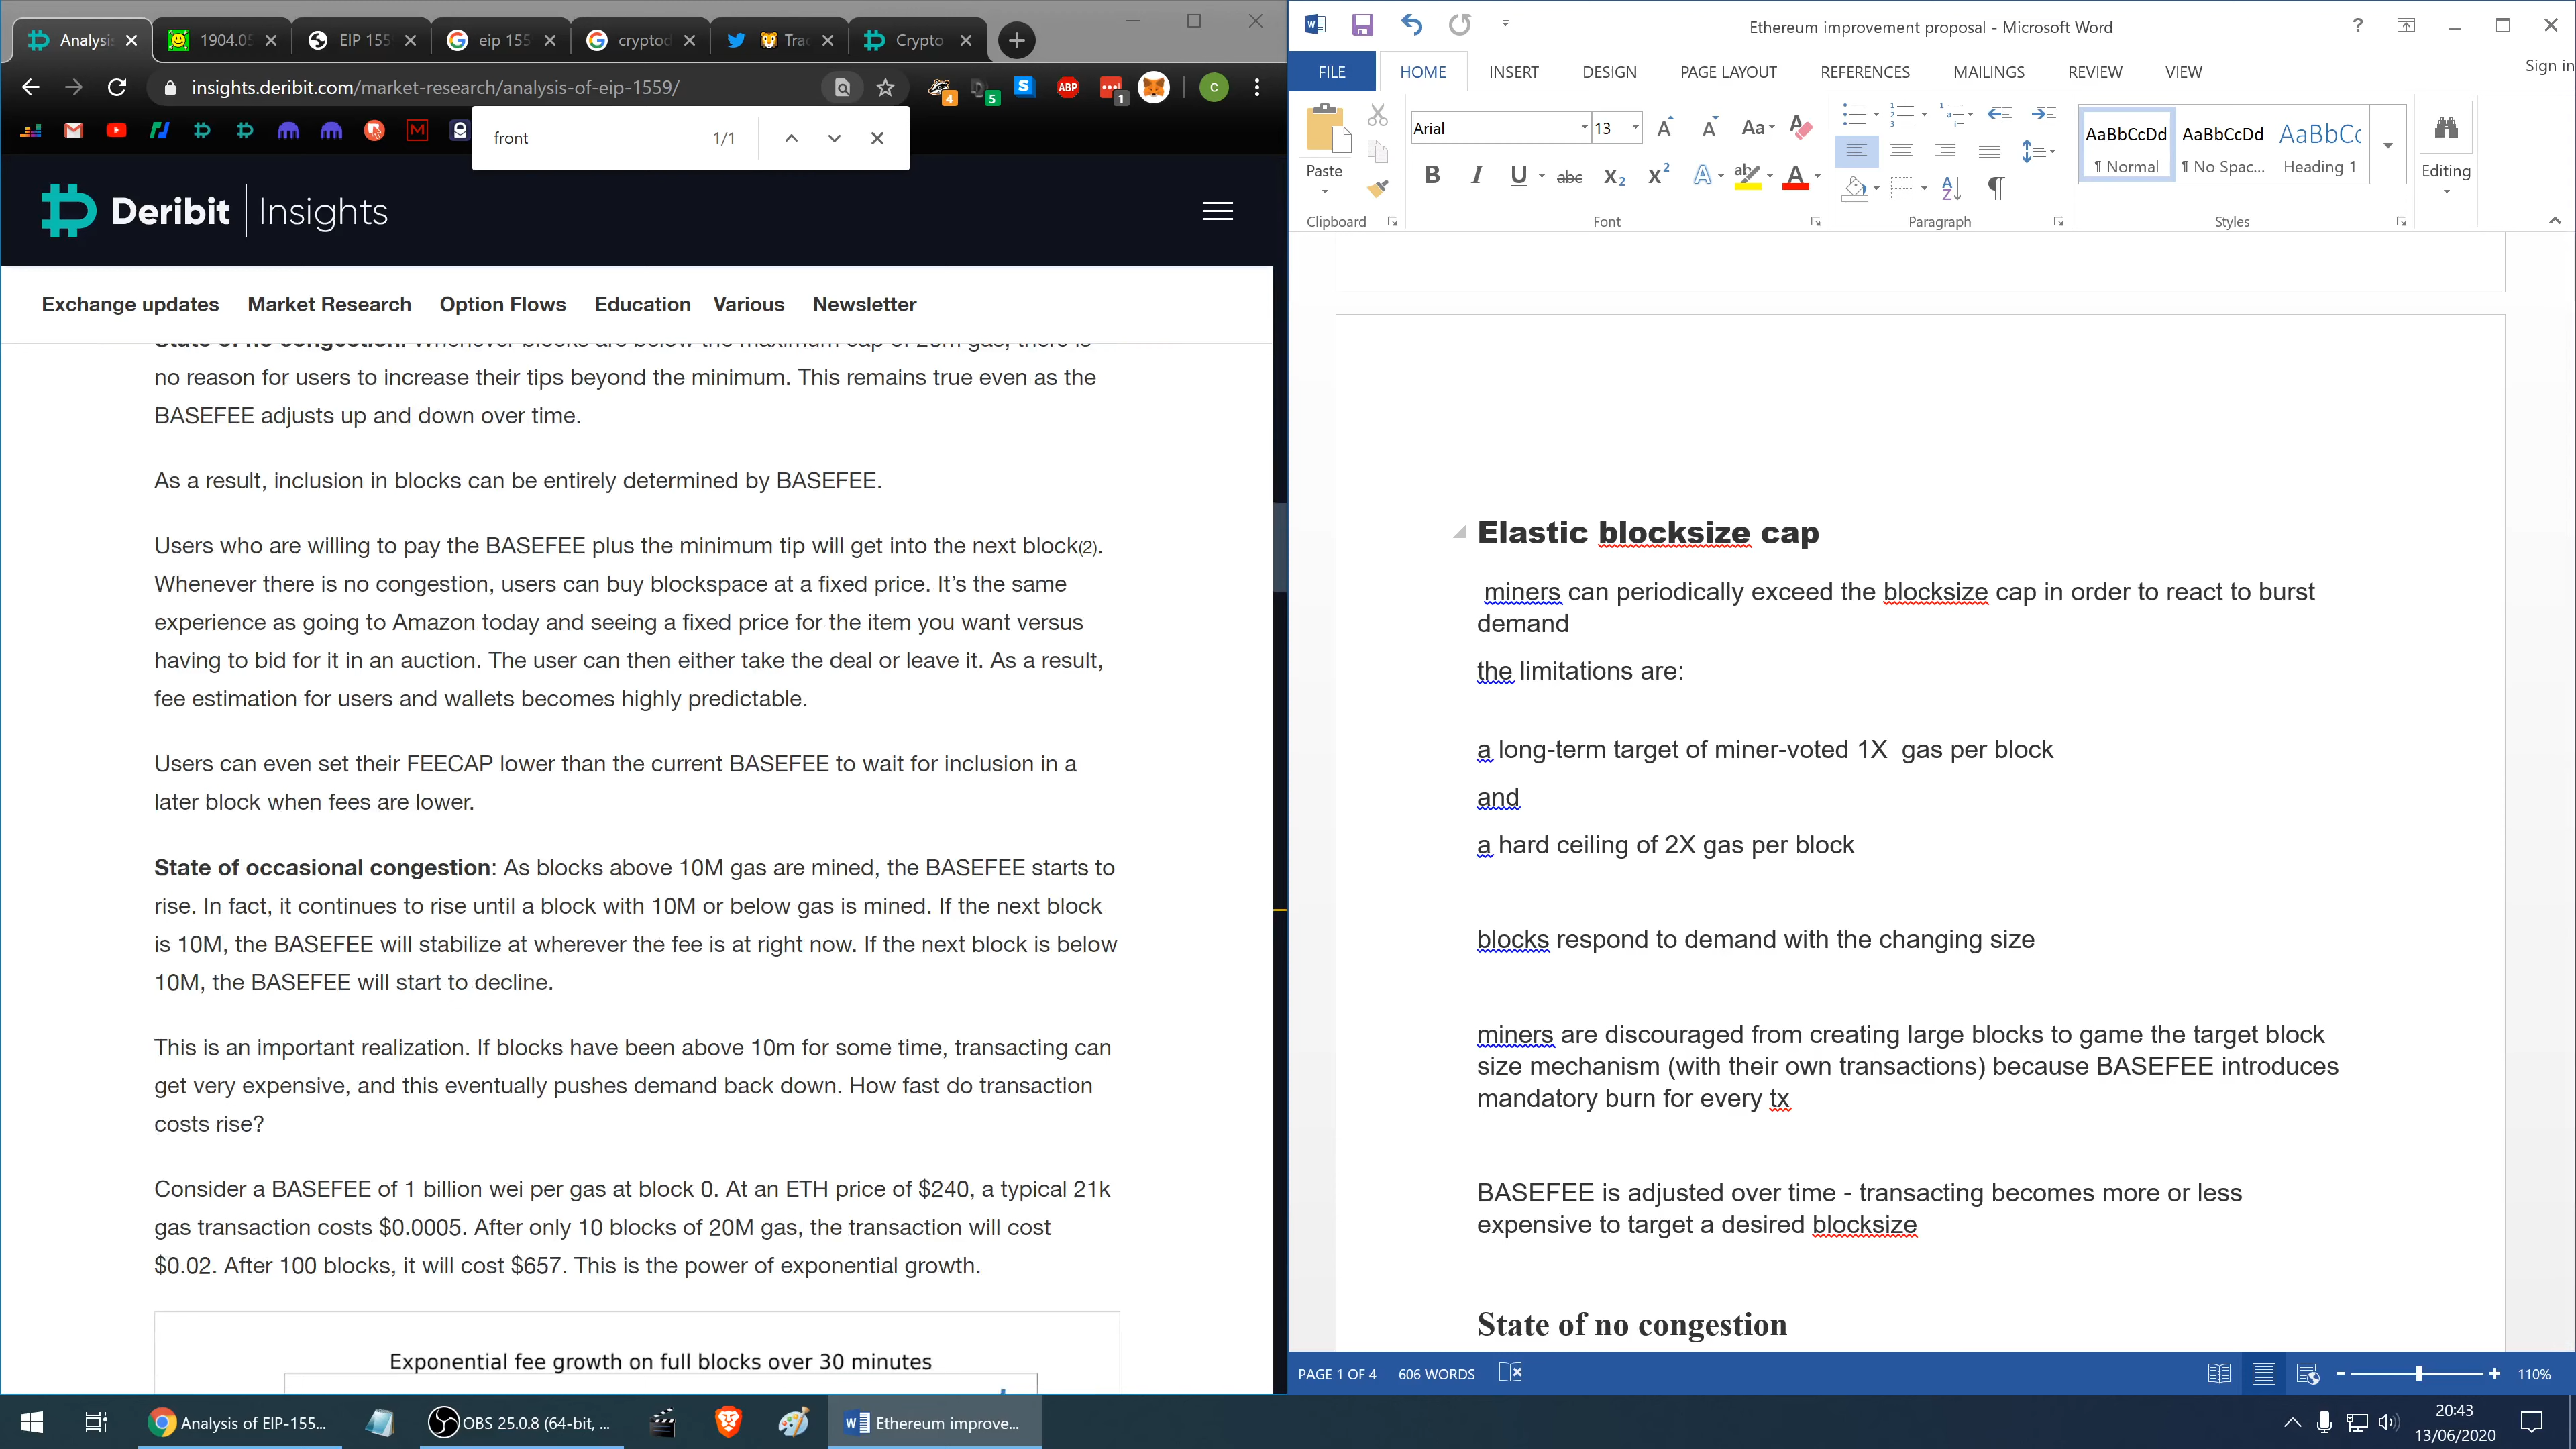 Analysi
1904.05
EIP 155
eip 155
cryptod
Trac
Crypto
insights.deribit.com/market-research/analysis-of-eip-1559/
4
5
S
ABP
1
C
front
1/1
Deribit Insights
Exchange updates Market Research Option Flows Education Various Newsletter
no reason for users to increase their tips beyond the minimum. This remains true even as the
BASEFEE adjusts up and down over time.
As a result, inclusion in blocks can be entirely determined by BASEFEE.
Users who are willing to pay the BASEFEE plus the minimum tip will get into the next block(2).
Whenever there is no congestion, users can buy blockspace at a fixed price. It's the same
experience as going to Amazon today and seeing a fixed price for the item you want versus
having to bid for it in an auction. The user can then either take the deal or leave it. As a result,
fee estimation for users and wallets becomes highly predictable.
Users can even set their FEECAP lower than the current BASEFEE to wait for inclusion in a
later block when fees are lower.
State of occasional congestion: As blocks above 10M gas are mined, the BASEFEE starts to
rise. In fact, it continues to rise until a block with 10M or below gas is mined. If the next block
is 10M, the BASEFEE will stabilize at wherever the fee is at right now. If the next block is below
10M, the BASEFEE will start to decline.
This is an important realization. If blocks have been above 10m for some time, transacting can
get very expensive, and this eventually pushes demand back down. How fast do transaction
costs rise?
Consider a BASEFEE of 1 billion wei per gas at block 0. At an ETH price of $240, a typical 21k
gas transaction costs $0.0005. After only 10 blocks of 20M gas, the transaction will cost
$0.02. After 100 blocks, it will cost $657. This is the power of exponential growth.
Exponential fee growth on full blocks over 30 minutes
Ethereum improvement proposal - Microsoft Word
FILE HOME INSERT DESIGN PAGE LAYOUT REFERENCES MAILINGS REVIEW VIEW
Sign in
Paste
Clipboard
Arial 13
Font
Paragraph
AaBbCcDd AaBbCcDd AaBbCc
¶ Normal ¶ No Spac... Heading 1
Styles
Editing
Elastic blocksize cap
miners can periodically exceed the blocksize cap in order to react to burst
demand
the limitations are:
a long-term target of miner-voted 1X gas per block
and
a hard ceiling of 2X gas per block
blocks respond to demand with the changing size
miners are discouraged from creating large blocks to game the target block
size mechanism (with their own transactions) because BASEFEE introduces
mandatory burn for every tx
BASEFEE is adjusted over time - transacting becomes more or less
expensive to target a desired blocksize
State of no congestion
PAGE 1 OF 4 606 WORDS
110%
Analysis of EIP-155...
OBS 25.0.8 (64-bit, ...
Ethereum improve...
20:43
13/06/2020